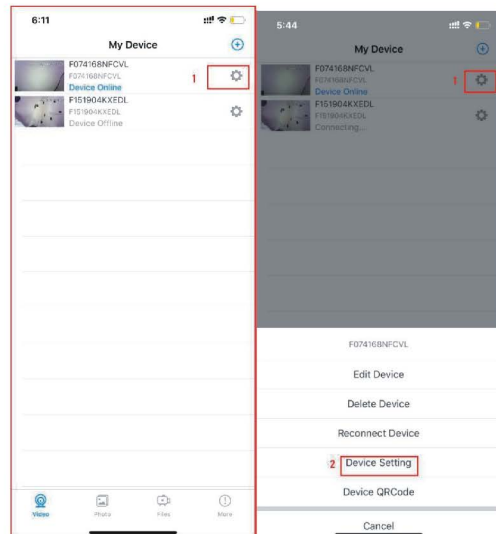 6:11
My Device
F074168NFCVL
F074168NFCVL
1
Device Online
F151904KXEDL
F151904KXEDL
Device Offline
Video
Photo
Files
More
5:44
My Device
F074168NFCVL
F074168NFCVL
1
Device Online
F151904KXEDL
F151904KXEDL
Connecting...
F074168NFCVL
Edit Device
Delete Device
Reconnect Device
2 Device Setting
Device QRCode
Cancel